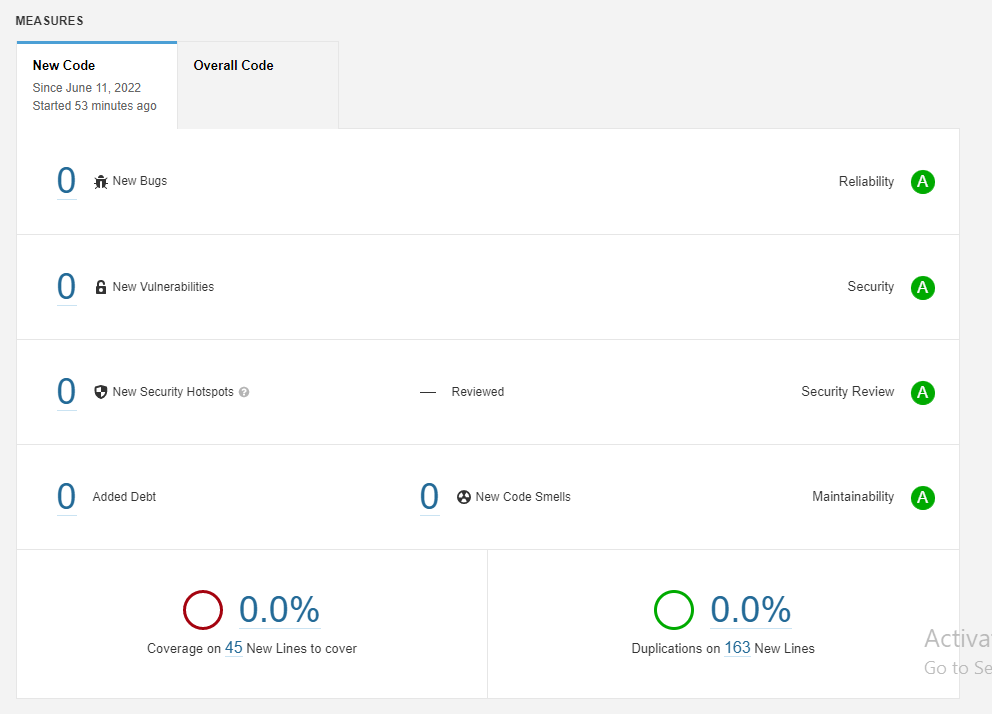 MEASURES
New Code
Since June 11, 2022
Started 53 minutes ago
Overall Code
0 New Bugs
Reliability A
0 New Vulnerabilities
Security A
0 New Security Hotspots ?
— Reviewed
Security Review A
0 Added Debt
0 New Code Smells
Maintainability A
0.0%
Coverage on 45 New Lines to cover
0.0%
Duplications on 163 New Lines
Activa
Go to Se